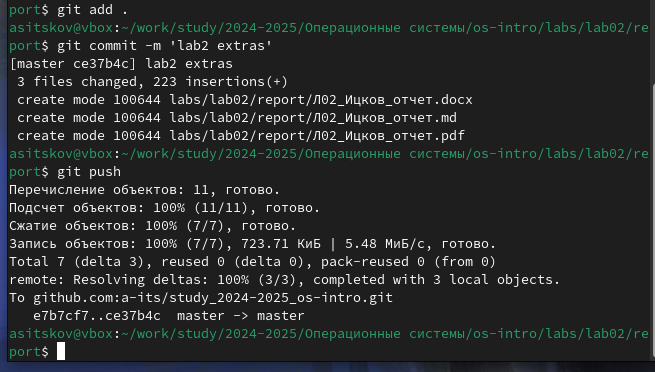 port$ git add .
asitskov@vbox:~/work/study/2024-2025/Операционные системы/os-intro/labs/lab02/re
port$ git commit -m 'lab2 extras'
[master ce37b4c] lab2 extras
 3 files changed, 223 insertions(+)
 create mode 100644 labs/lab02/report/Л02_Ицков_отчет.docx
 create mode 100644 labs/lab02/report/Л02_Ицков_отчет.md
 create mode 100644 labs/lab02/report/Л02_Ицков_отчет.pdf
asitskov@vbox:~/work/study/2024-2025/Операционные системы/os-intro/labs/lab02/re
port$ git push
Перечисление объектов: 11, готово.
Подсчет объектов: 100% (11/11), готово.
Сжатие объектов: 100% (7/7), готово.
Запись объектов: 100% (7/7), 723.71 КиБ | 5.48 МиБ/с, готово.
Total 7 (delta 3), reused 0 (delta 0), pack-reused 0 (from 0)
remote: Resolving deltas: 100% (3/3), completed with 3 local objects.
To github.com:a-its/study_2024-2025_os-intro.git
   e7b7cf7..ce37b4c  master -> master
asitskov@vbox:~/work/study/2024-2025/Операционные системы/os-intro/labs/lab02/re
port$